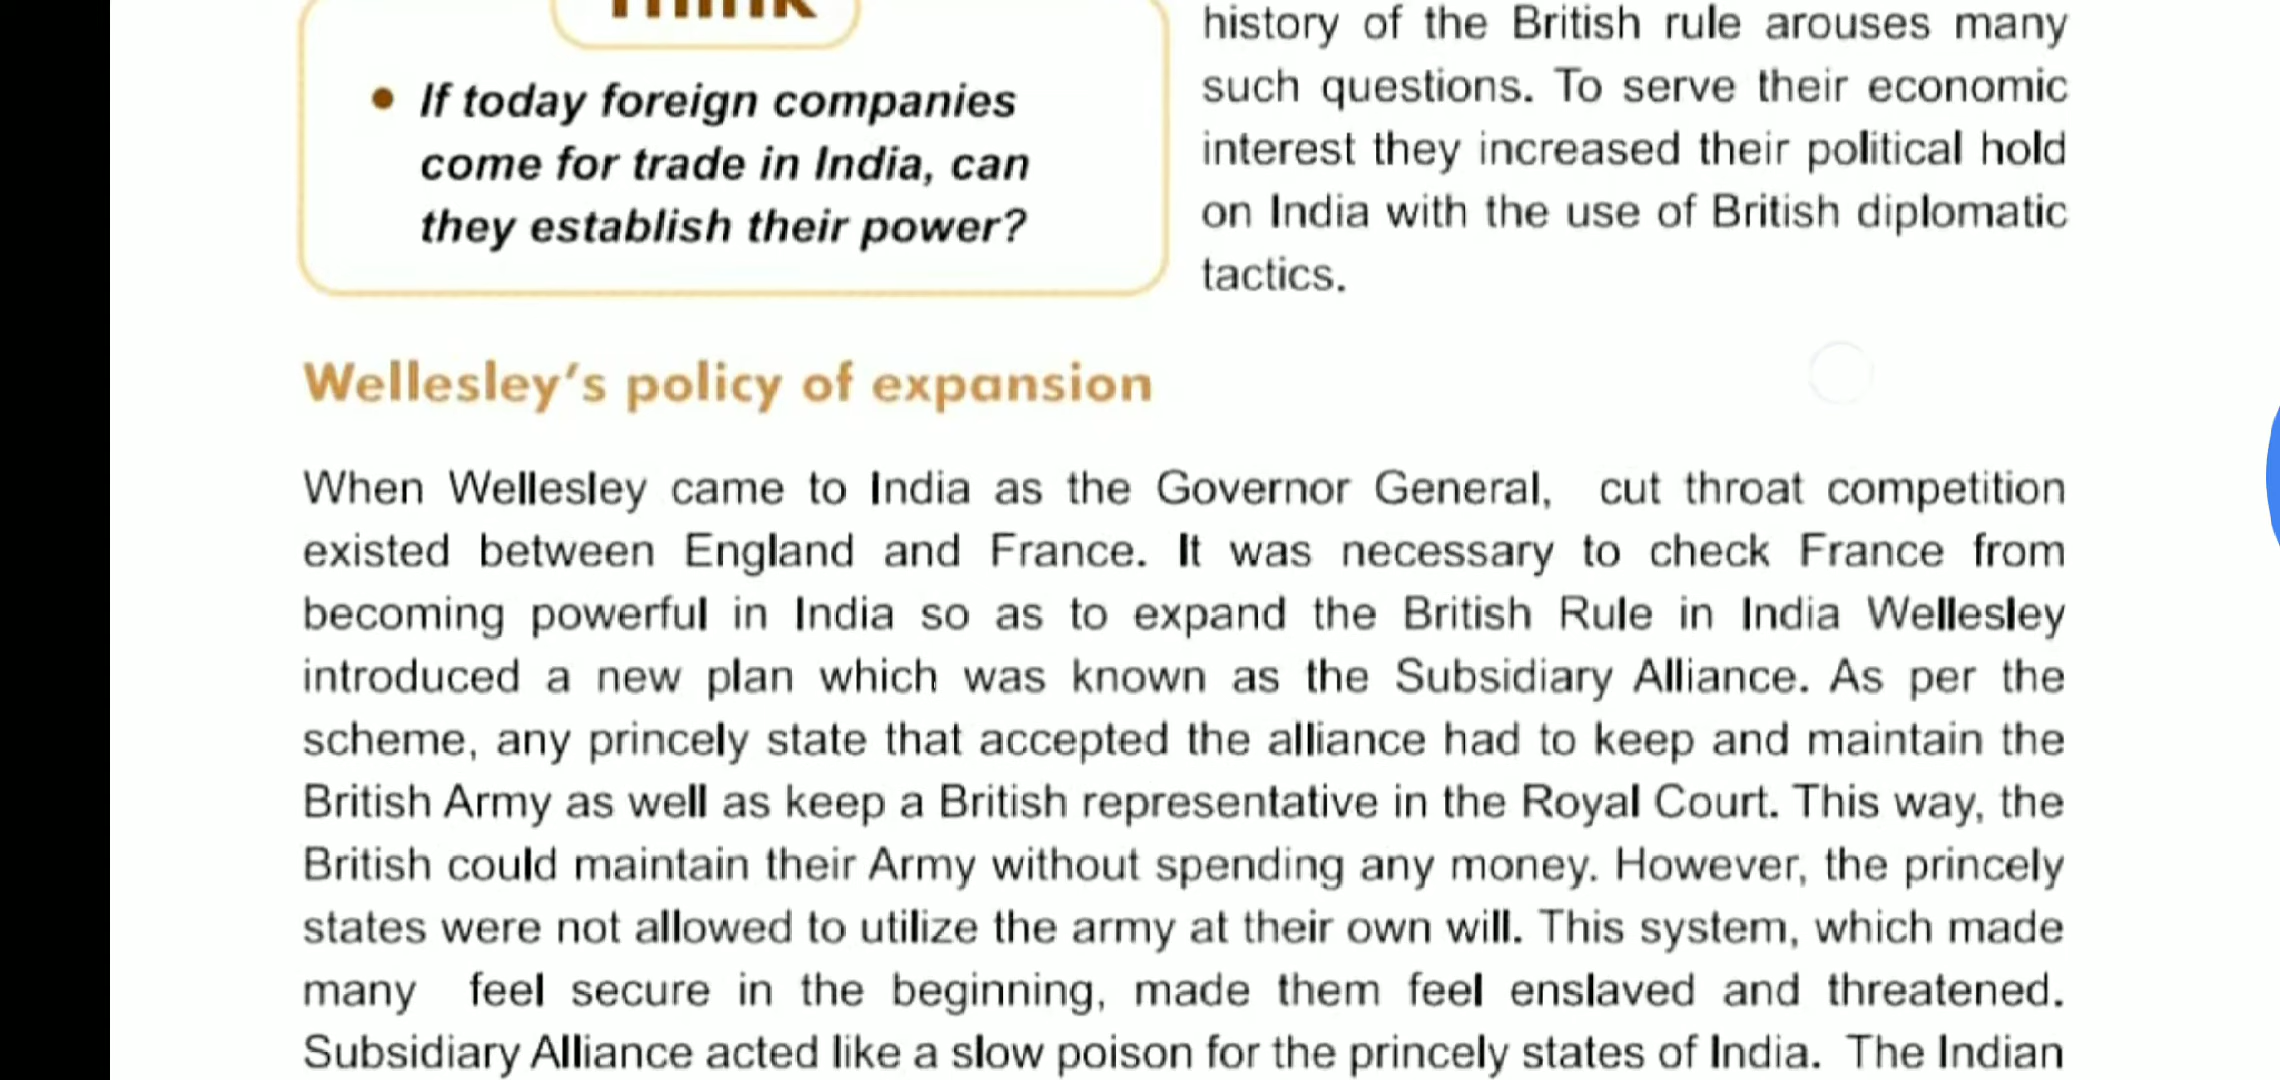 Think
• If today foreign companies
come for trade in India, can
they establish their power?
history of the British rule arouses many
such questions. To serve their economic
interest they increased their political hold
on India with the use of British diplomatic
tactics.
Wellesley's policy of expansion
When Wellesley came to India as the Governor General, cut throat competition
existed between England and France. It was necessary to check France from
becoming powerful in India so as to expand the British Rule in India Wellesley
introduced a new plan which was known as the Subsidiary Alliance. As per the
scheme, any princely state that accepted the alliance had to keep and maintain the
British Army as well as keep a British representative in the Royal Court. This way, the
British could maintain their Army without spending any money. However, the princely
states were not allowed to utilize the army at their own will. This system, which made
many feel secure in the beginning, made them feel enslaved and threatened.
Subsidiary Alliance acted like a slow poison for the princely states of India. The Indian